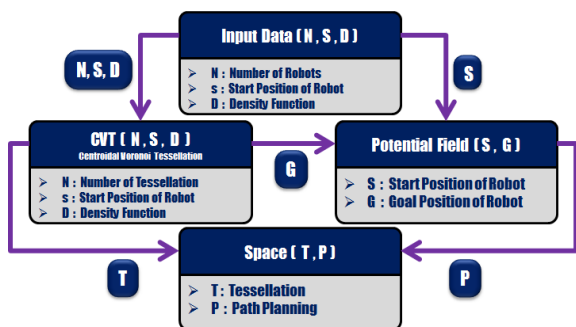 Input Data ( N , S , D )
N : Number of Robots
s : Start Position of Robot
D : Density Function
N, S, D
S
CVT ( N , S , D )
Centroidal Voronoi Tessellation
N : Number of Tessellation
s : Start Position of Robot
D : Density Function
G
Potential Field ( S , G )
S : Start Position of Robot
G : Goal Position of Robot
Space ( T , P )
T : Tessellation
P : Path Planning
T
P